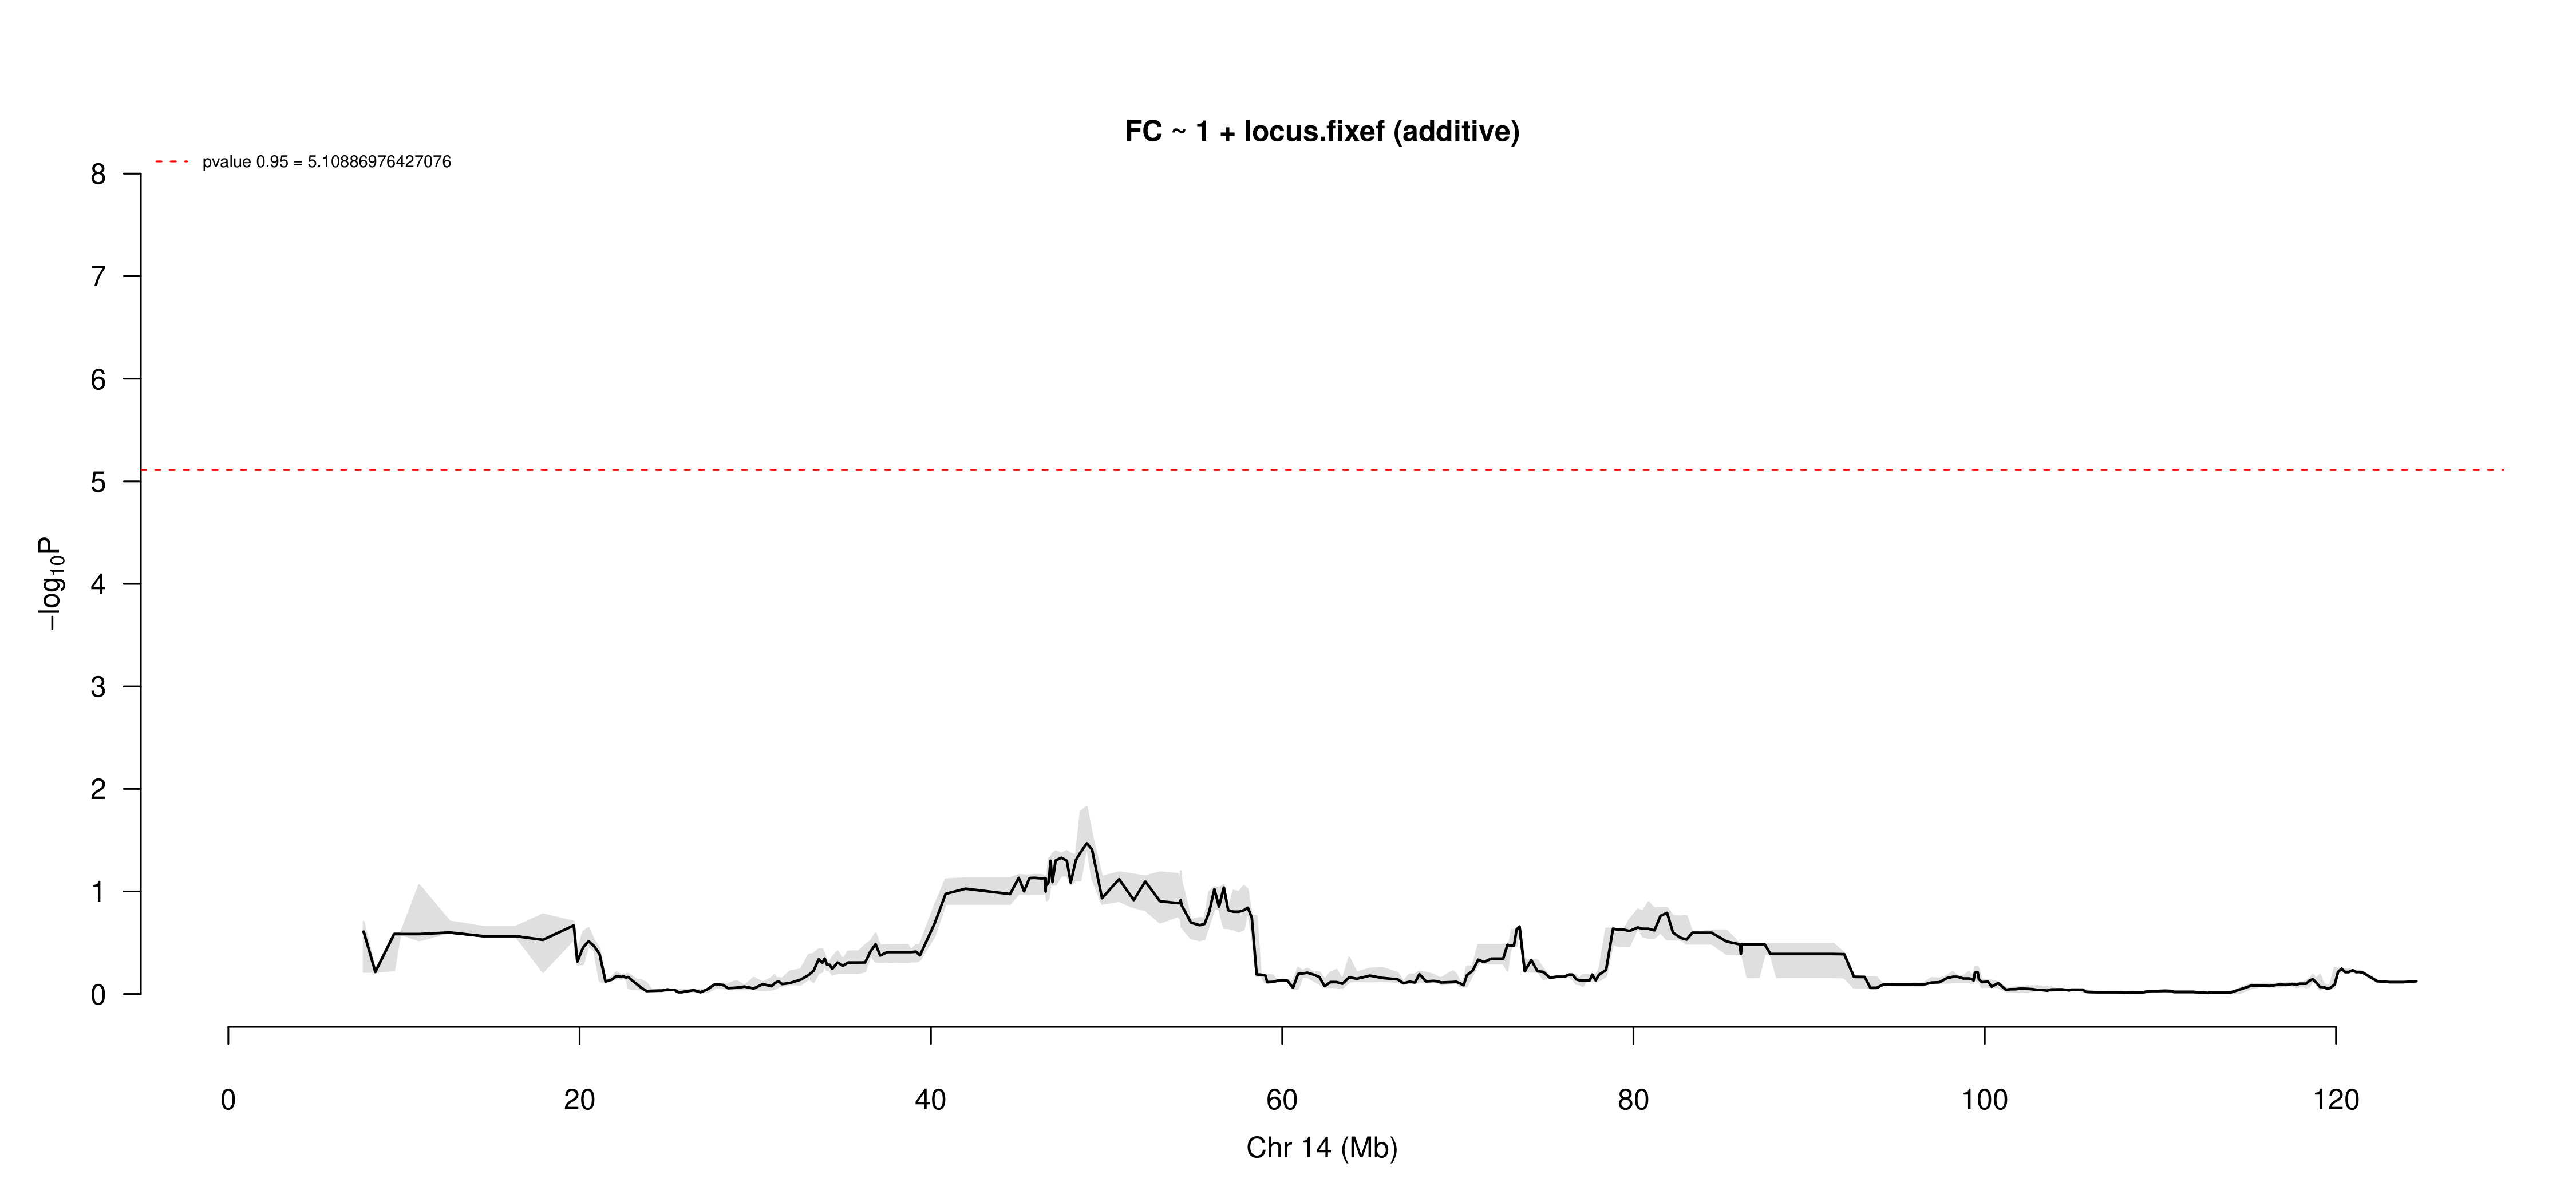 FC ~ 1 + locus.fixef (additive)
pvalue 0.95 = 5.10886976427076
8
7
6
5
4
3
2
1
0
−log10P
0 20 40 60 80 100 120
Chr 14 (Mb)